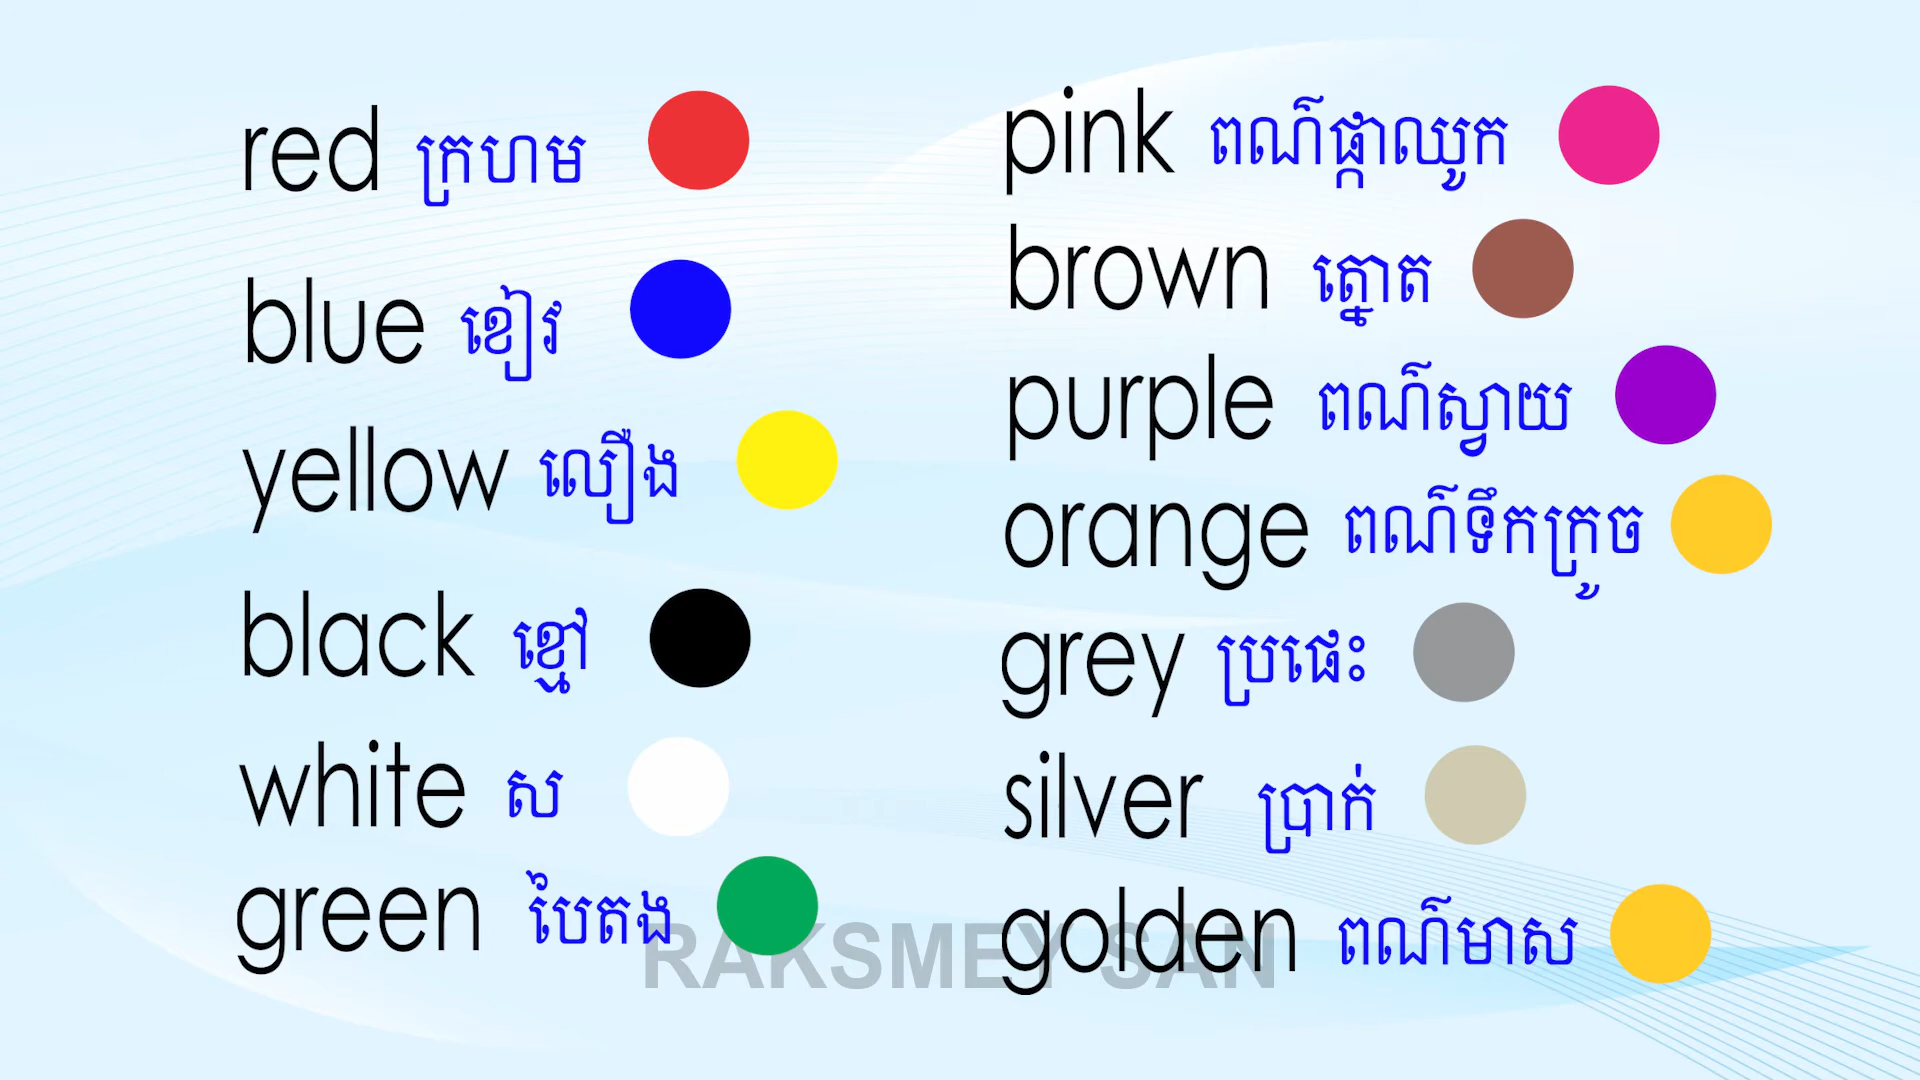 red ក្រហម
blue ខៀវ
yellow លឿង
black ខ្មៅ
white ស
green បៃតង
pink ពណ៌ផ្កាឈូក
brown ត្នោត
purple ពណ៌ស្វាយ
orange ពណ៌ទឹកក្រូច
grey ប្រផេះ
silver ប្រាក់
golden ពណ៌មាស
RAKSMEY SAN